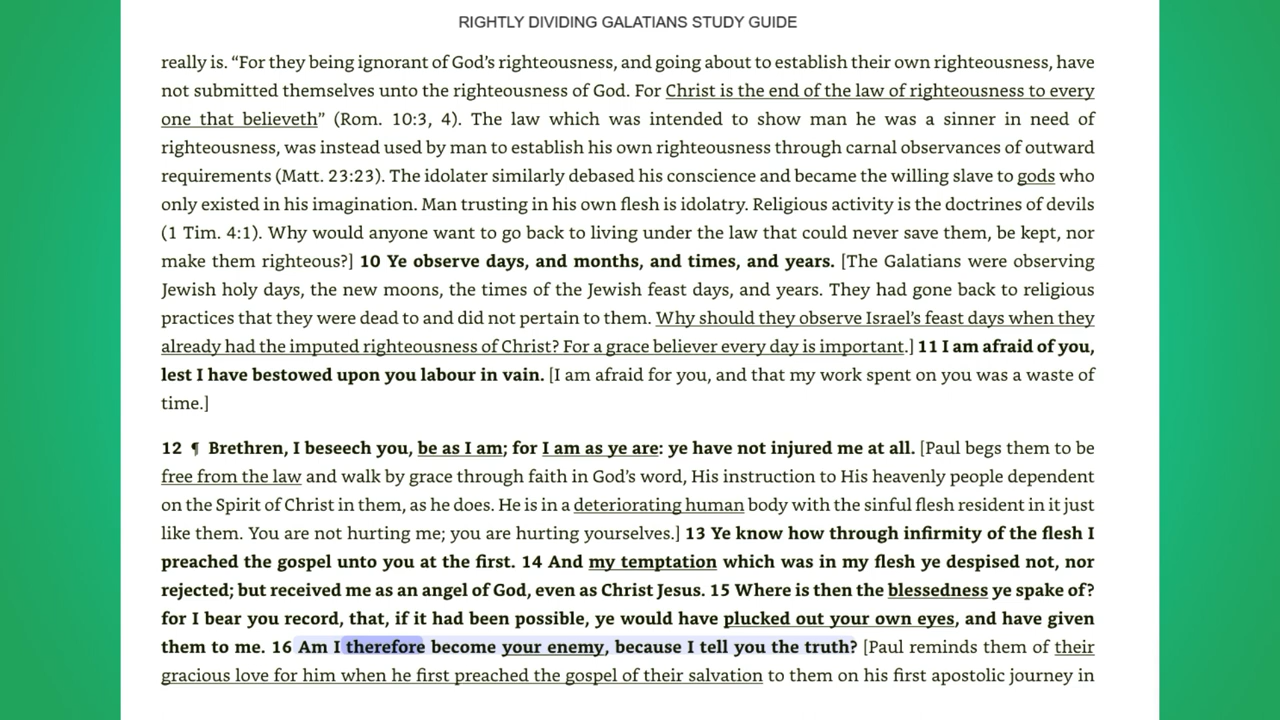 RIGHTLY DIVIDING GALATIANS STUDY GUIDE
really is. “For they being ignorant of God’s righteousness, and going about to establish their own righteousness, have
not submitted themselves unto the righteousness of God. For Christ is the end of the law of righteousness to every
one that believeth” (Rom. 10:3, 4). The law which was intended to show man he was a sinner in need of
righteousness, was instead used by man to establish his own righteousness through carnal observances of outward
requirements (Matt. 23:23). The idolater similarly debased his conscience and became the willing slave to gods who
only existed in his imagination. Man trusting in his own flesh is idolatry. Religious activity is the doctrines of devils
(1 Tim. 4:1). Why would anyone want to go back to living under the law that could never save them, be kept, nor
make them righteous?] 10 Ye observe days, and months, and times, and years. [The Galatians were observing
Jewish holy days, the new moons, the times of the Jewish feast days, and years. They had gone back to religious
practices that they were dead to and did not pertain to them. Why should they observe Israel’s feast days when they
already had the imputed righteousness of Christ? For a grace believer every day is important.] 11 I am afraid of you,
lest I have bestowed upon you labour in vain. [I am afraid for you, and that my work spent on you was a waste of
time.]
12 ¶ Brethren, I beseech you, be as I am; for I am as ye are: ye have not injured me at all. [Paul begs them to be
free from the law and walk by grace through faith in God’s word, His instruction to His heavenly people dependent
on the Spirit of Christ in them, as he does. He is in a deteriorating human body with the sinful flesh resident in it just
like them. You are not hurting me; you are hurting yourselves.] 13 Ye know how through infirmity of the flesh I
preached the gospel unto you at the first. 14 And my temptation which was in my flesh ye despised not, nor
rejected; but received me as an angel of God, even as Christ Jesus. 15 Where is then the blessedness ye spake of?
for I bear you record, that, if it had been possible, ye would have plucked out your own eyes, and have given
them to me. 16 Am I therefore become your enemy, because I tell you the truth? [Paul reminds them of their
gracious love for him when he first preached the gospel of their salvation to them on his first apostolic journey in